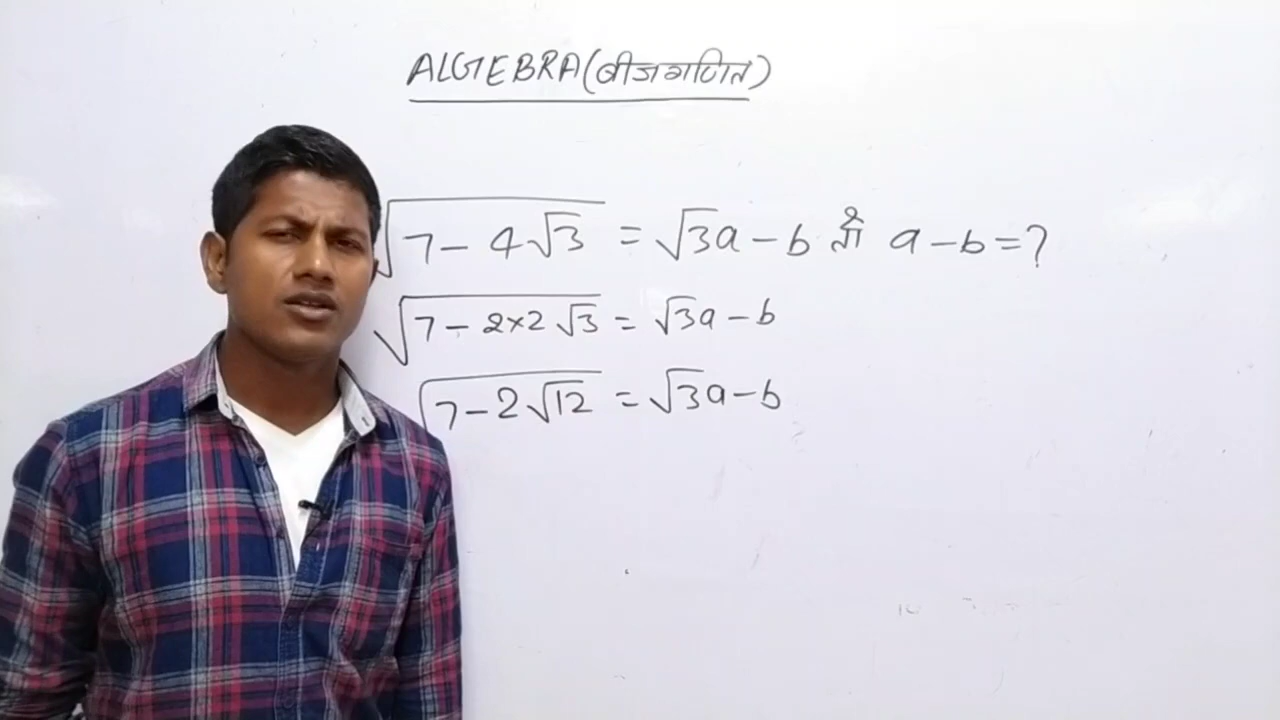 ALGEBRA(बीजगणित)
√7-4√3 = √3a-b तो a-b=?
√7-2×2√3 = √3a-b
√7-2√12 = √3a-b